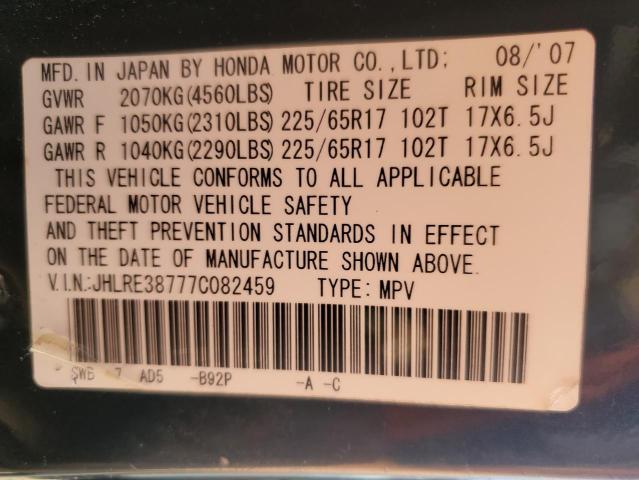 MFD. IN JAPAN BY HONDA MOTOR CO.,LTD: 08/'07
GVWR 2070KG(4560LBS) TIRE SIZE RIM SIZE
GAWR F 1050KG(2310LBS) 225/65R17 102T 17X6.5J
GAWR R 1040KG(2290LBS) 225/65R17 102T 17X6.5J
THIS VEHICLE CONFORMS TO ALL APPLICABLE
FEDERAL MOTOR VEHICLE SAFETY
AND THEFT PREVENTION STANDARDS IN EFFECT
ON THE DATE OF MANUFACTURE SHOWN ABOVE.
V.I.N.:JHLRE38777C082459 TYPE: MPV
SWB 7 AD5 -B92P -A -C